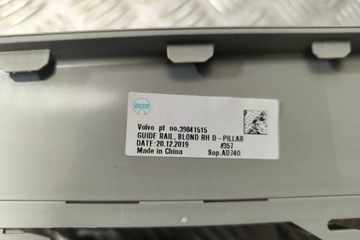 BOS
Volvo pt no.39841515
GUIDE RAIL, BLOND RH D-PILLAR
DATE:20.12.2019 #357
Made in China Sup.AD740